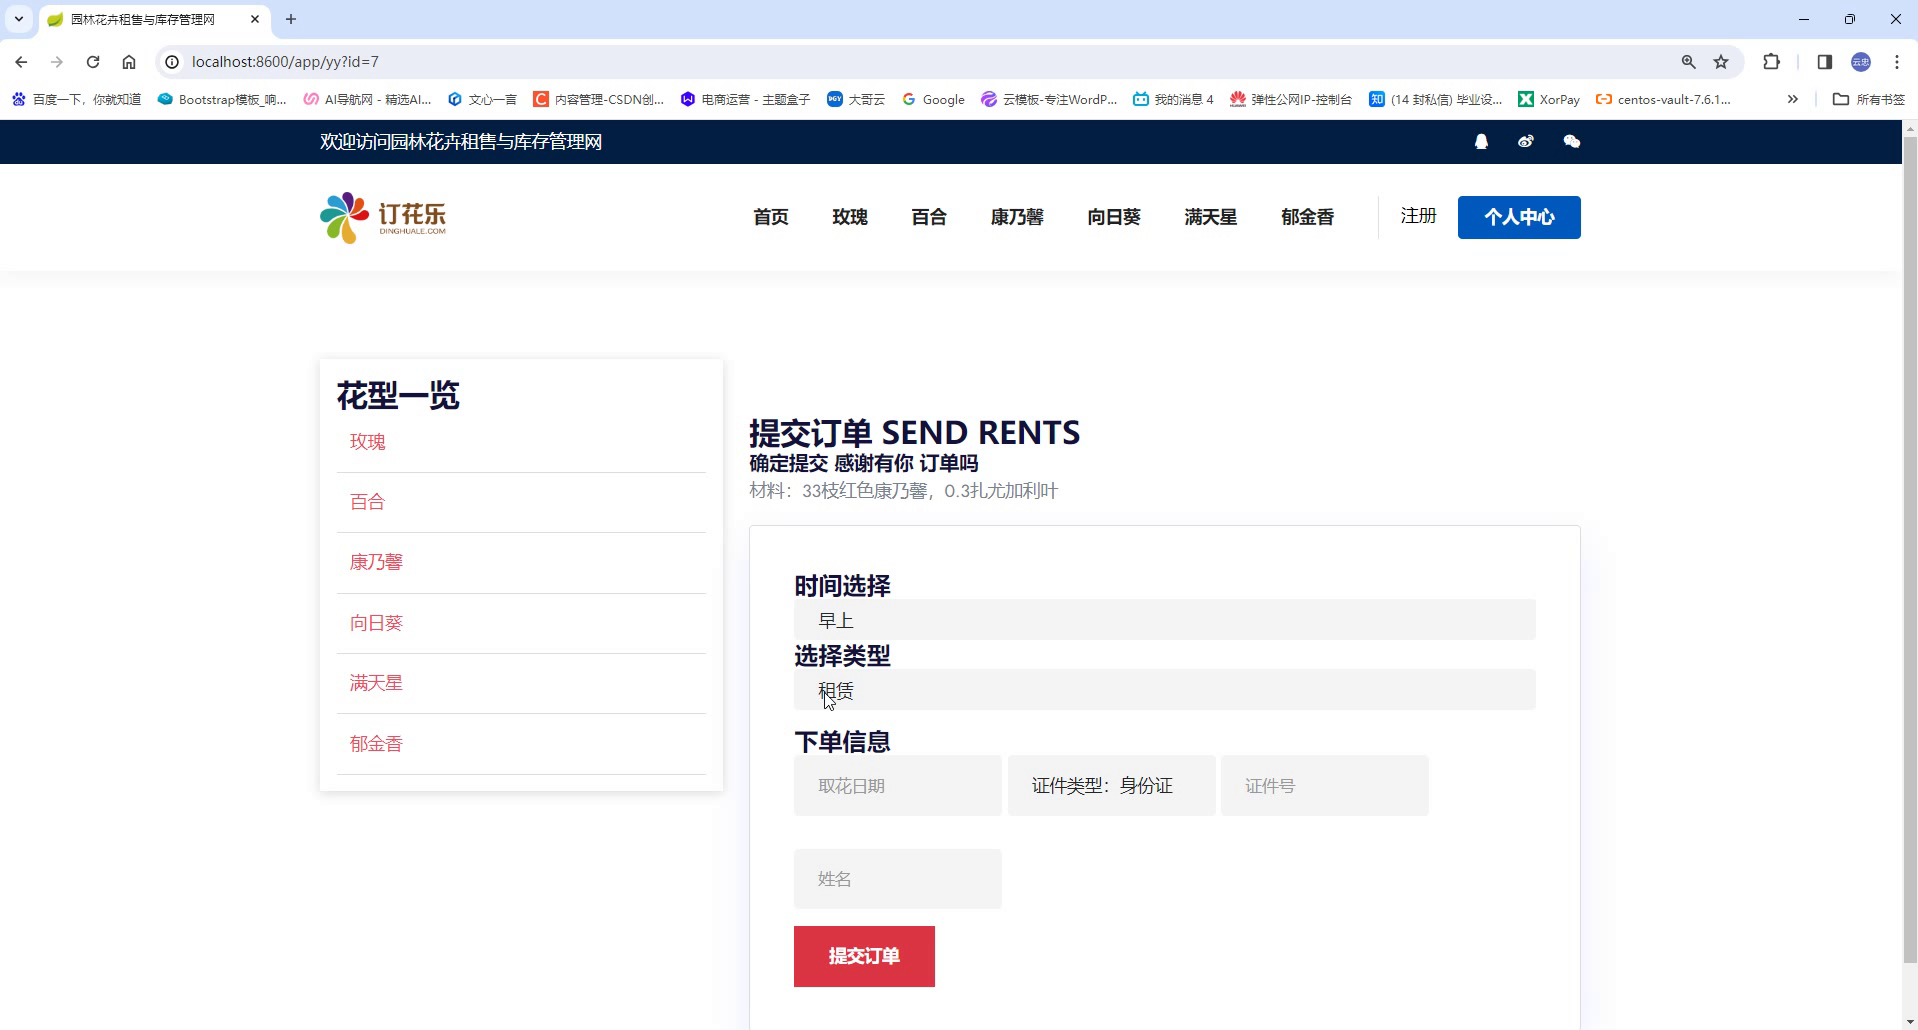 园林花卉租售与库存管理网
localhost:8600/app/yy?id=7
云忠
百度一下，你就知道
Bootstrap模板_响...
AI导航网 - 精选AI...
文心一言
内容管理-CSDN创...
电商运营 - 主题盒子
大哥云
Google
云模板-专注WordP...
我的消息 4
弹性公网IP-控制台
(14 封私信) 毕业设...
XorPay
centos-vault-7.6.1...
所有书签
欢迎访问园林花卉租售与库存管理网
订花乐
DINGHUALE.COM
首页
玫瑰
百合
康乃馨
向日葵
满天星
郁金香
注册
个人中心
花型一览
玫瑰
百合
康乃馨
向日葵
满天星
郁金香
提交订单 SEND RENTS
确定提交 感谢有你 订单吗
材料：33枝红色康乃馨，0.3扎尤加利叶
时间选择
早上
选择类型
租赁
下单信息
取花日期
证件类型：身份证
证件号
姓名
提交订单